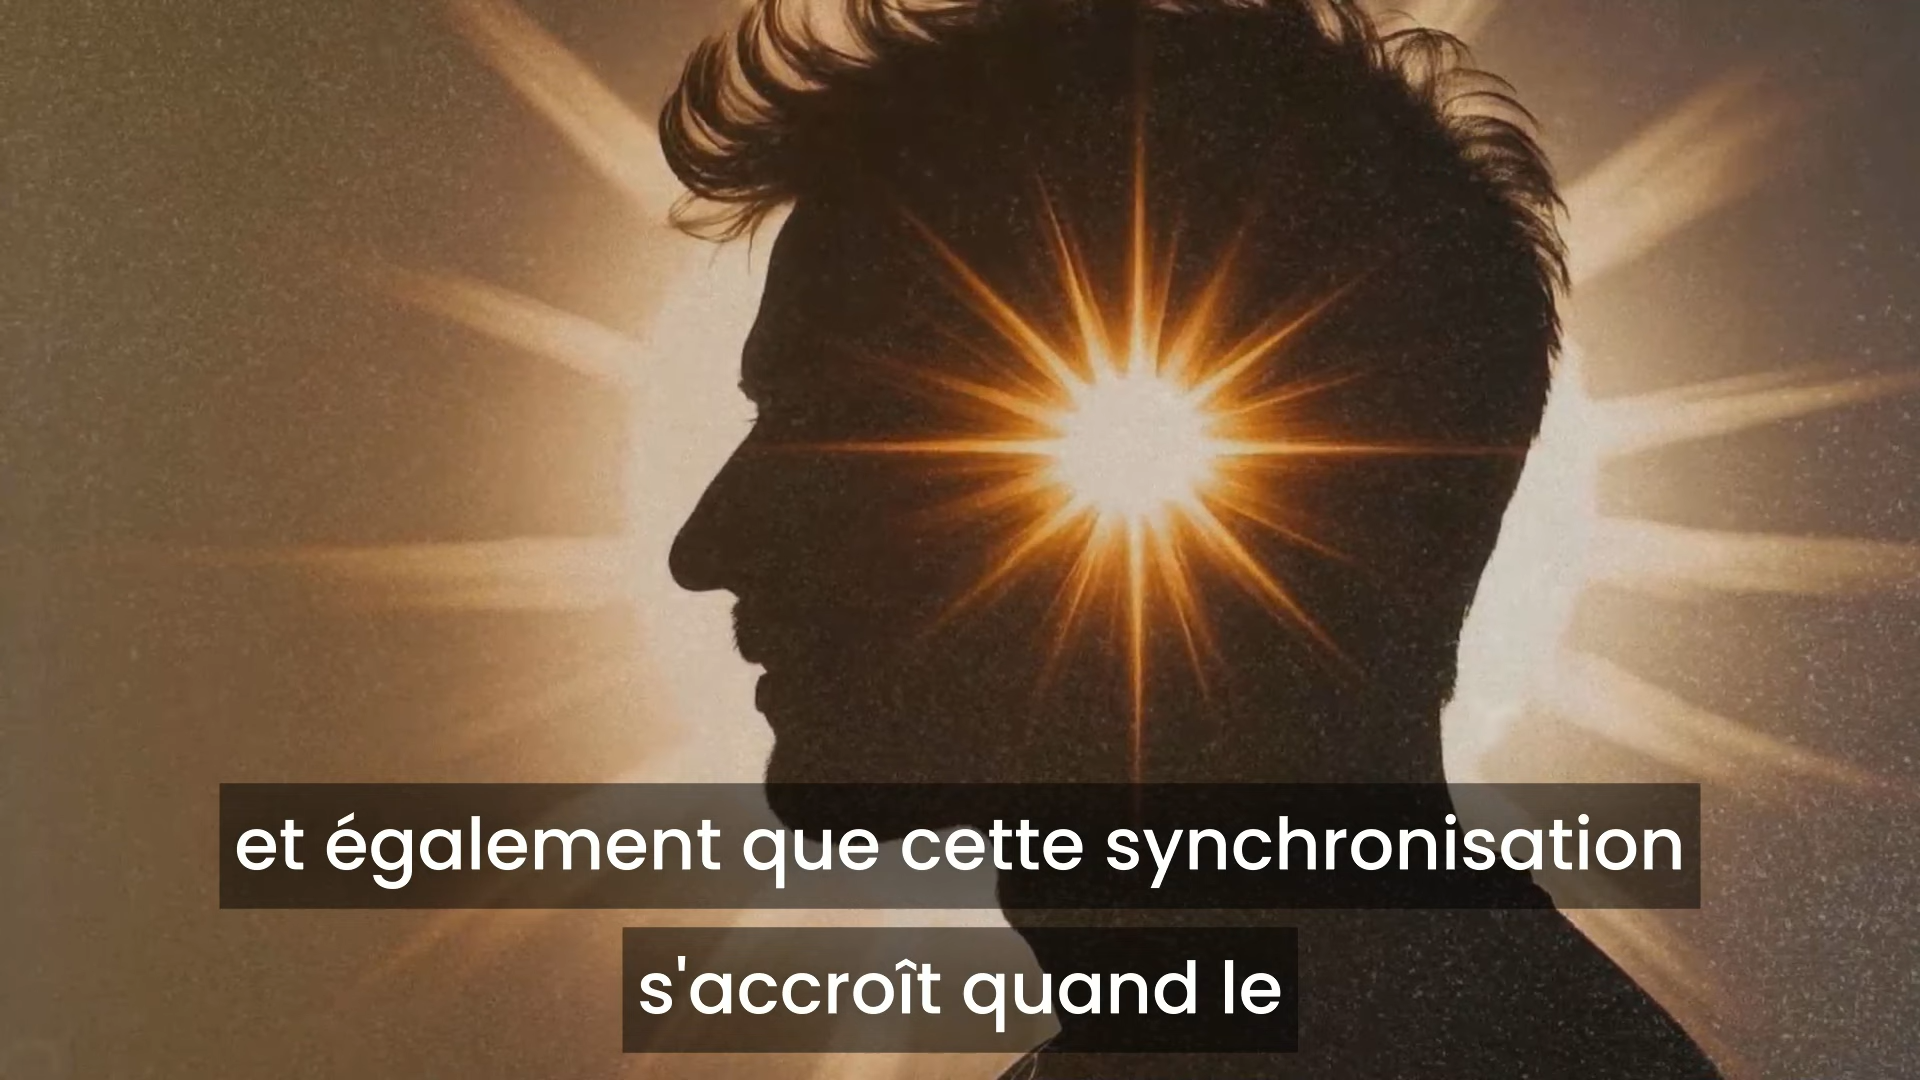 et également que cette synchronisation
s'accroît quand le